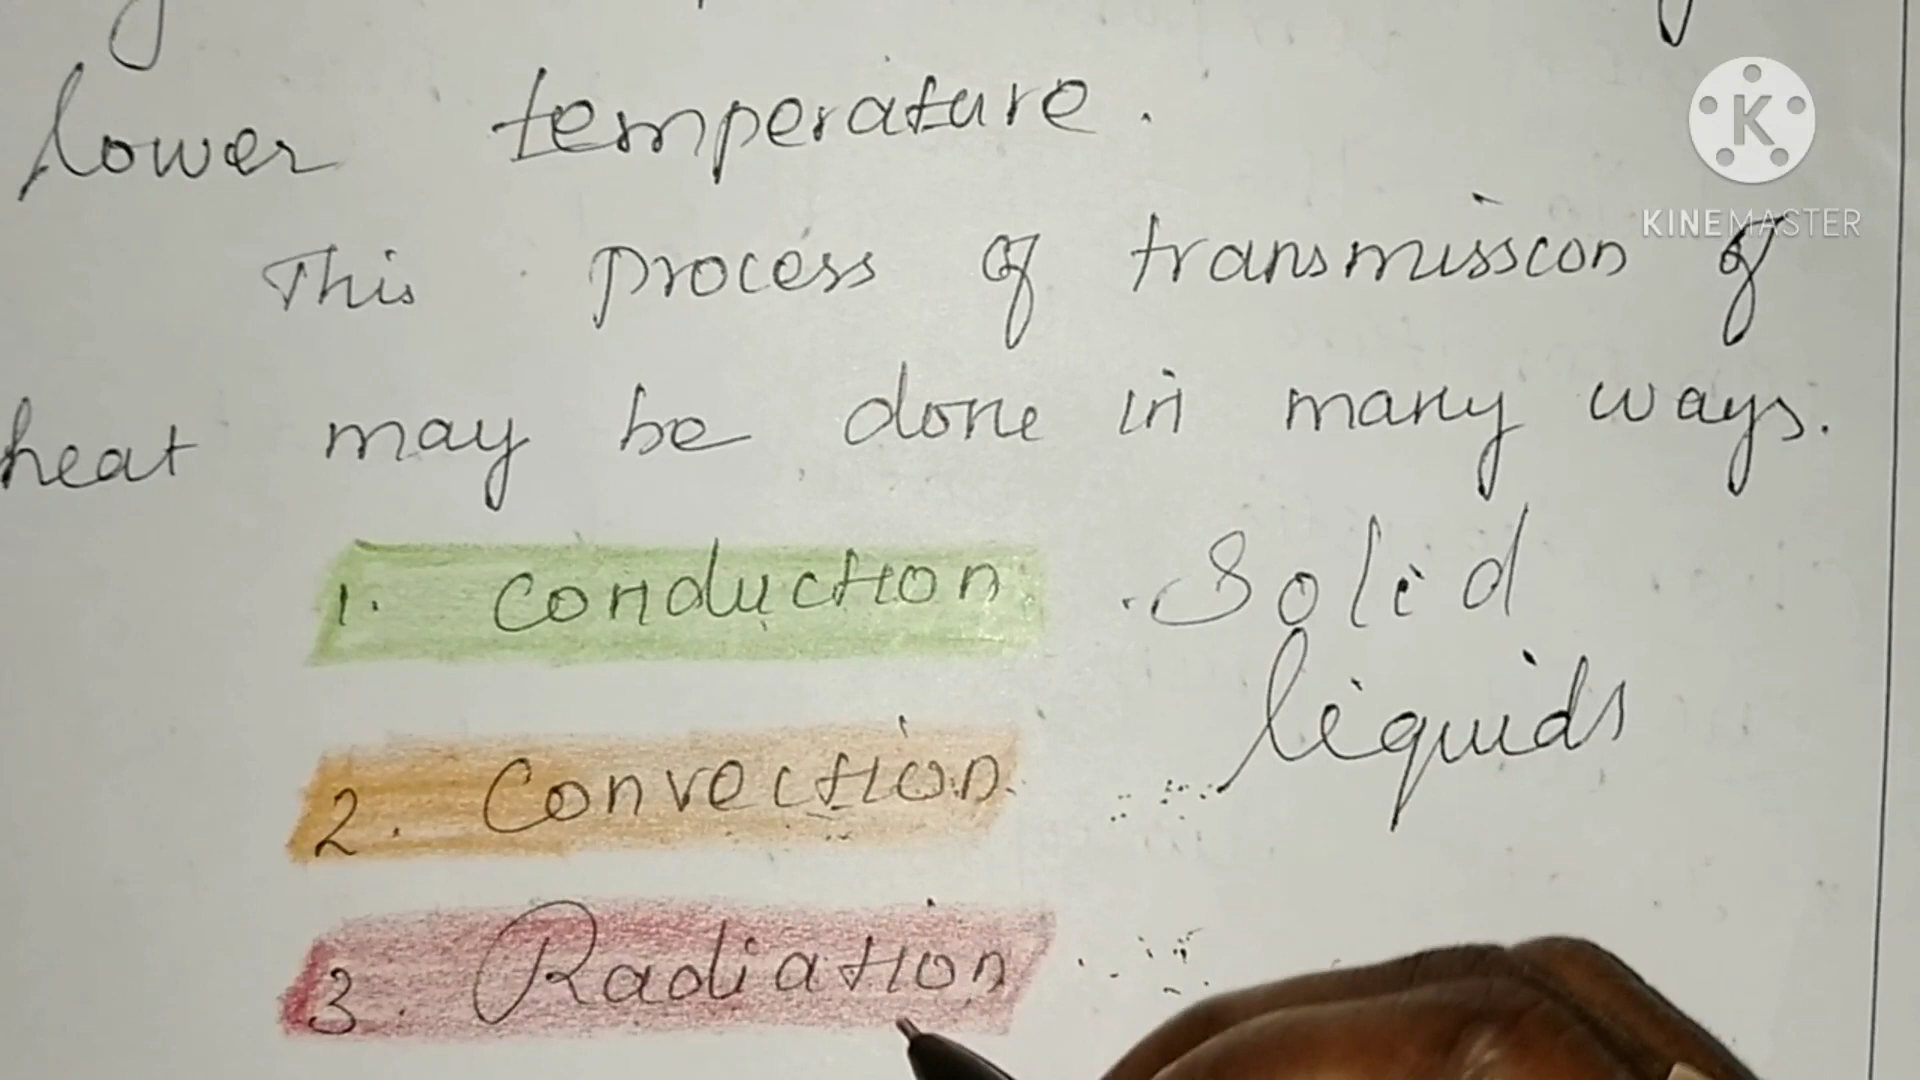 lower temperature.
This process of transmission of
heat may be done in many ways.
1. Conduction Solid
liquids
2. Convection
3. Radiation
K
KINEMASTER